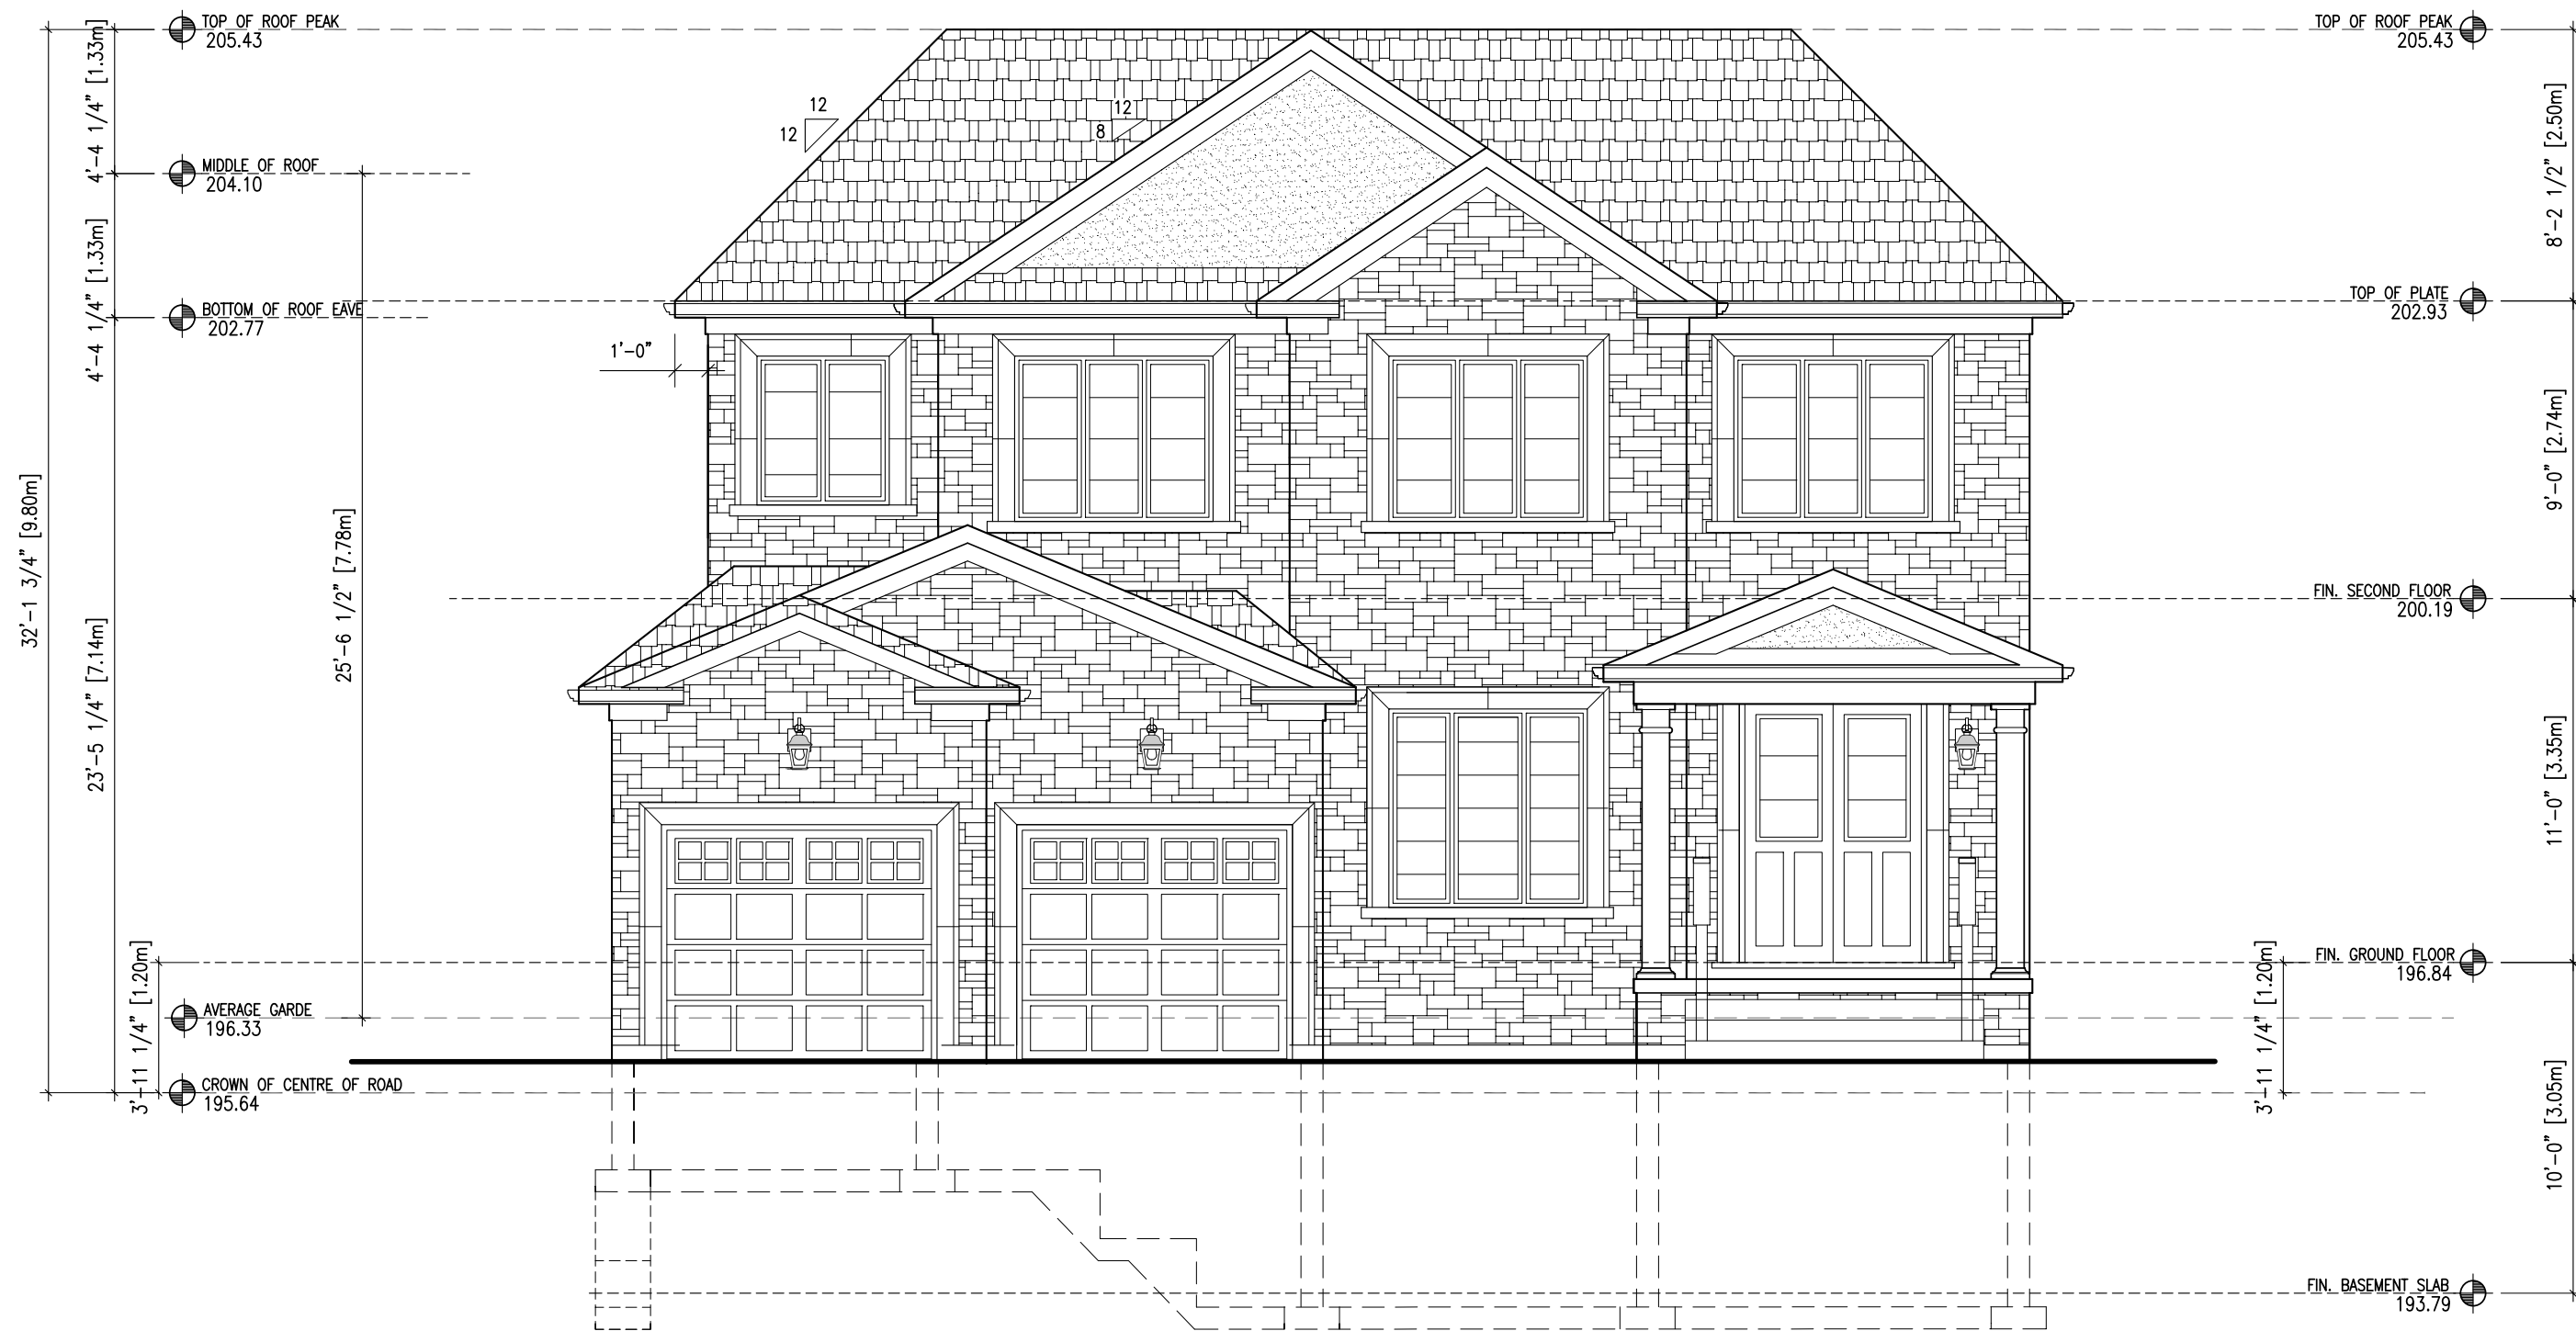 TOP OF ROOF PEAK
205.43
TOP OF ROOF PEAK
205.43
4'-4 1/4" [1.33m]
12
12
12
8
8'-2 1/2" [2.50m]
MIDDLE OF ROOF
204.10
4'-4 1/4" [1.33m]
BOTTOM OF ROOF EAVE
202.77
TOP OF PLATE
202.93
1'-0"
9'-0" [2.74m]
32'-1 3/4" [9.80m]
23'-5 1/4" [7.14m]
25'-6 1/2" [7.78m]
FIN. SECOND FLOOR
200.19
11'-0" [3.35m]
FIN. GROUND FLOOR
196.84
3'-11 1/4" [1.20m]
AVERAGE GARDE
196.33
3'-11 1/4" [1.20m]
CROWN OF CENTRE OF ROAD
195.64
10'-0" [3.05m]
FIN. BASEMENT SLAB
193.79